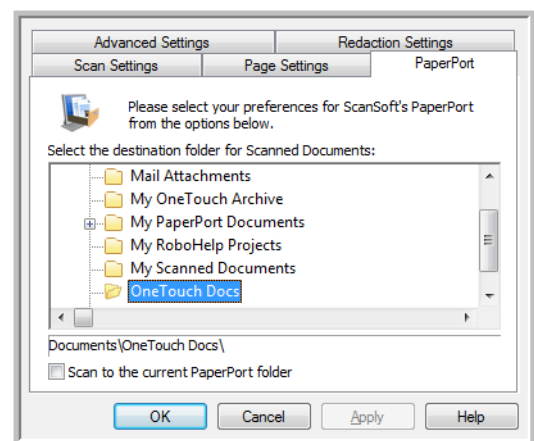 Advanced Settings Redaction Settings
Scan Settings Page Settings PaperPort
Please select your preferences for ScanSoft's PaperPort
from the options below.
Select the destination folder for Scanned Documents:
Mail Attachments
My OneTouch Archive
My PaperPort Documents
My RoboHelp Projects
My Scanned Documents
OneTouch Docs
Documents\OneTouch Docs\
Scan to the current PaperPort folder
OK Cancel Apply Help